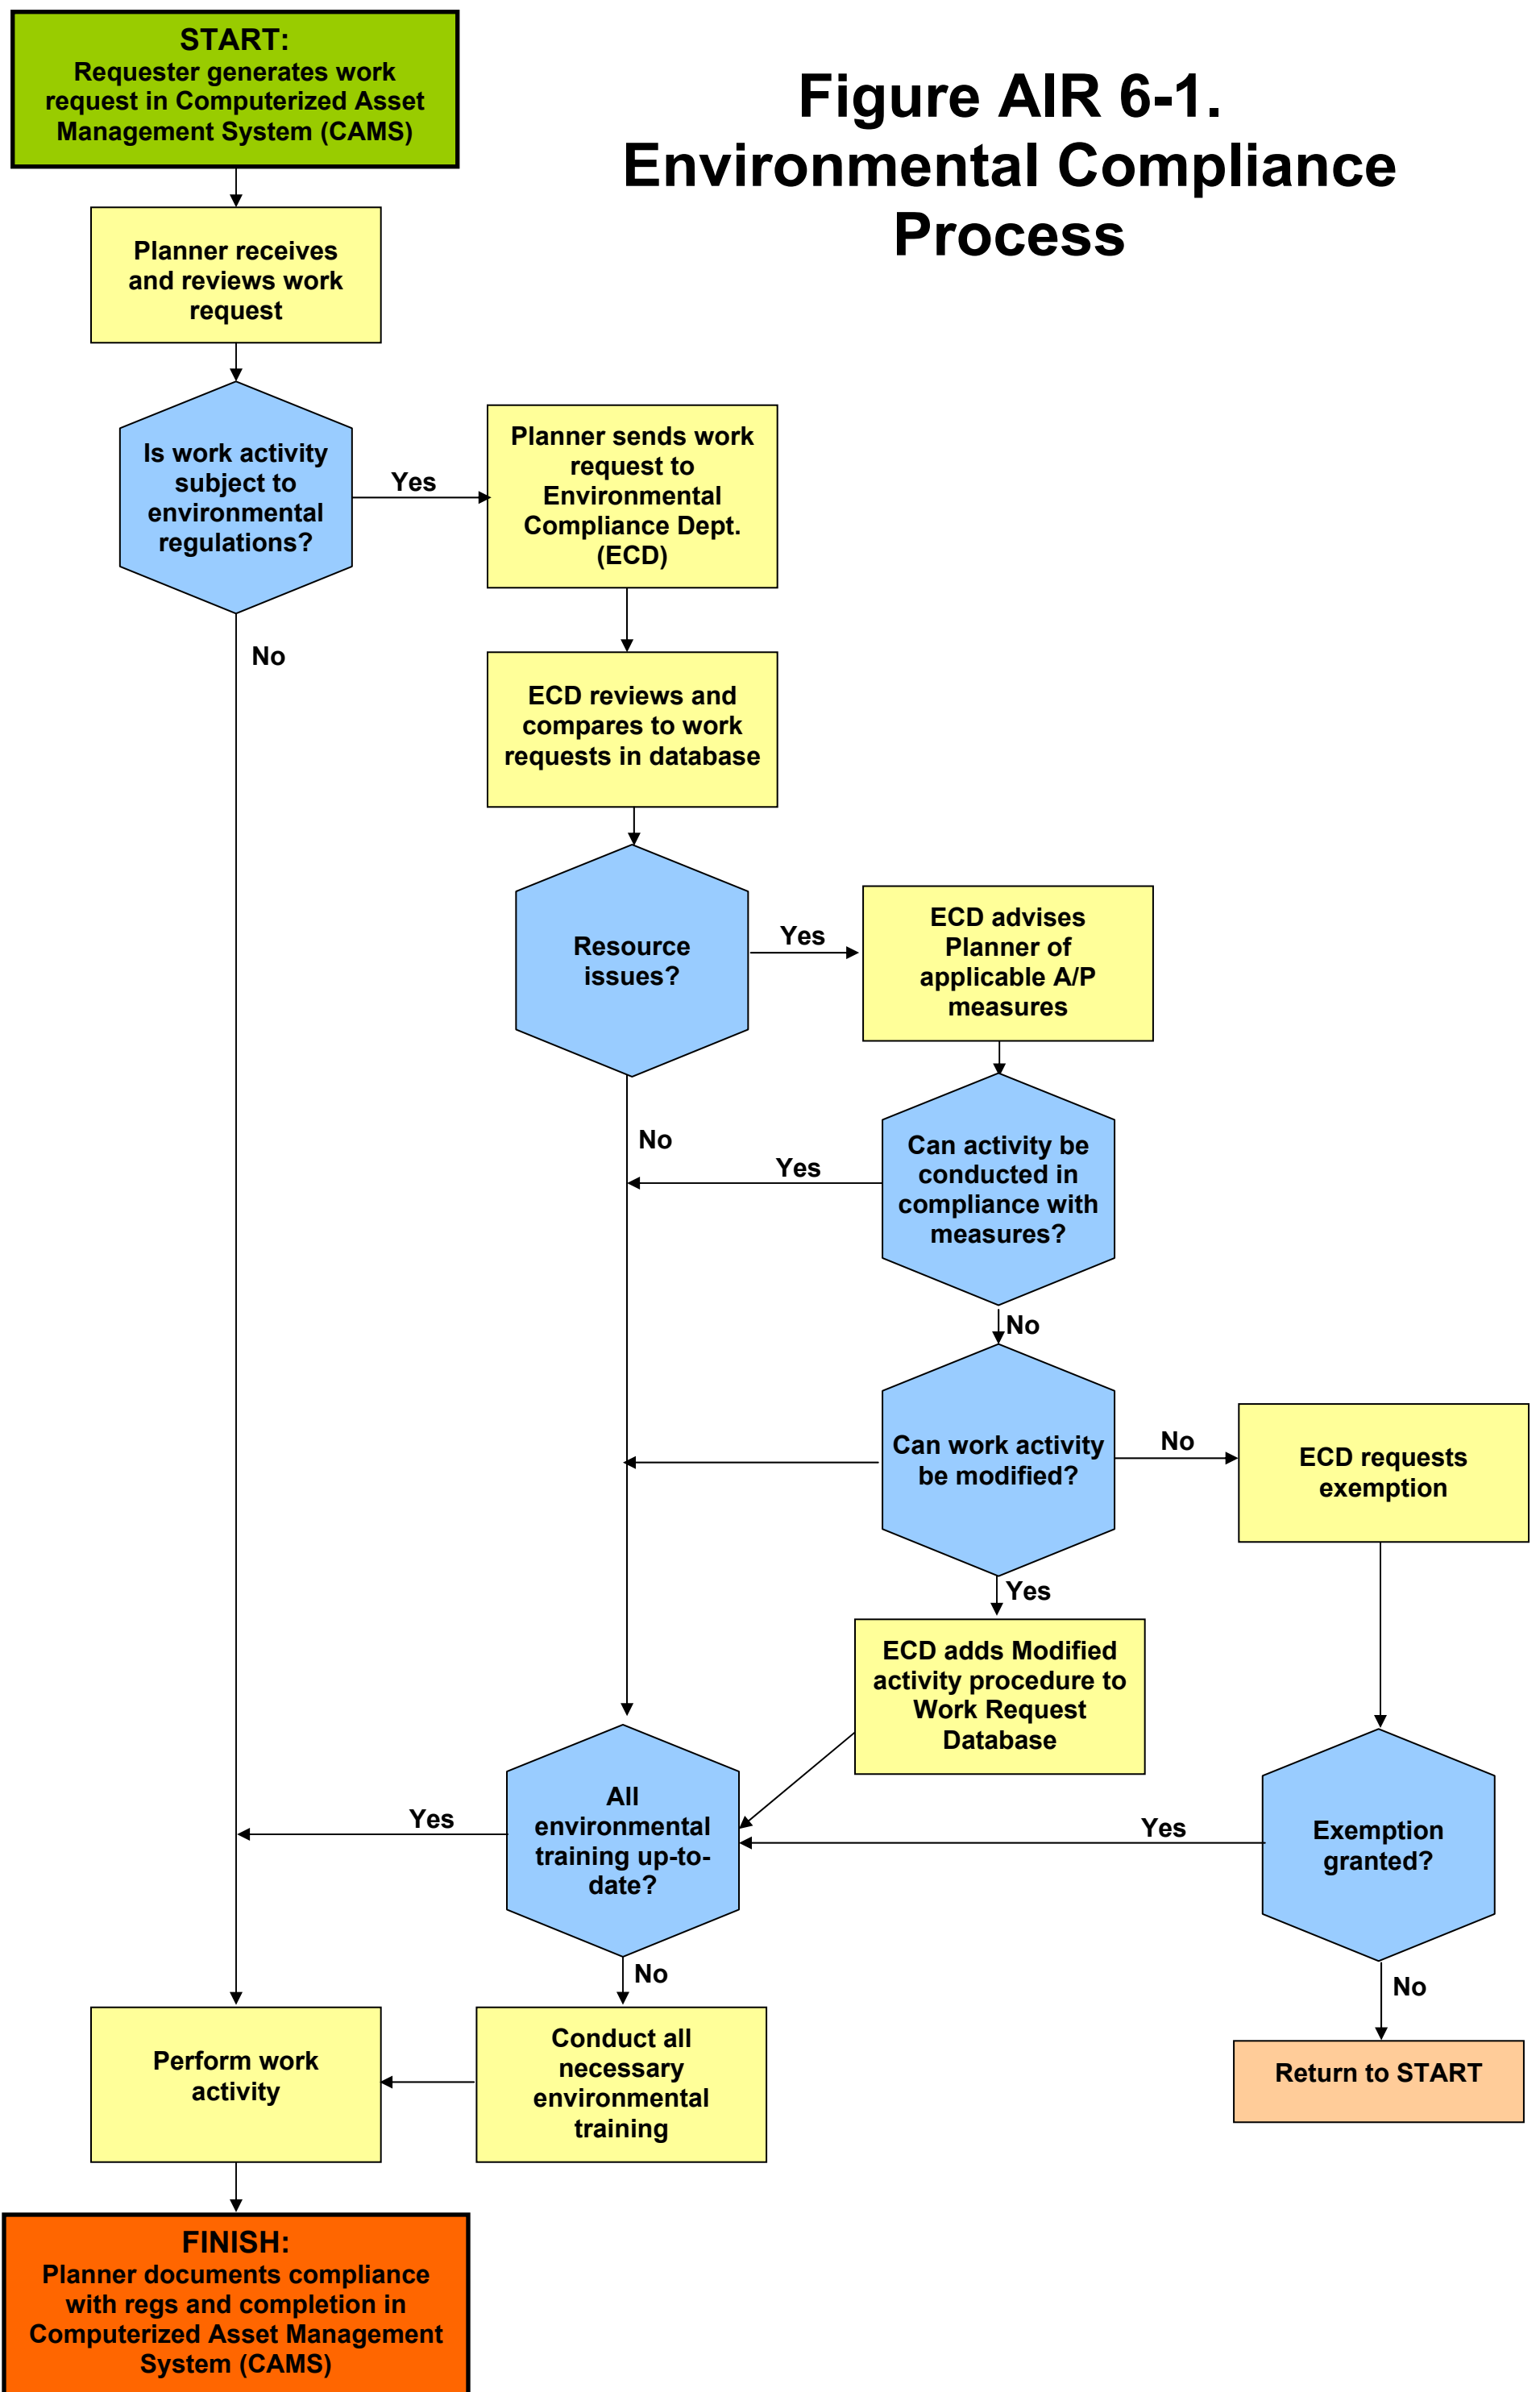 START:
Requester generates work
request in Computerized Asset
Management System (CAMS)
Figure AIR 6-1.
Environmental Compliance
Process
Planner receives
and reviews work
request
Is work activity
subject to
environmental
regulations?
Yes
Planner sends work
request to
Environmental
Compliance Dept.
(ECD)
No
ECD reviews and
compares to work
requests in database
Resource
issues?
Yes
ECD advises
Planner of
applicable A/P
measures
No
Yes
Can activity be
conducted in
compliance with
measures?
No
Can work activity
be modified?
No
ECD requests
exemption
Yes
ECD adds Modified
activity procedure to
Work Request
Database
Yes
All
environmental
training up-to-
date?
Yes
Exemption
granted?
No
No
Perform work
activity
Conduct all
necessary
environmental
training
Return to START
FINISH:
Planner documents compliance
with regs and completion in
Computerized Asset Management
System (CAMS)